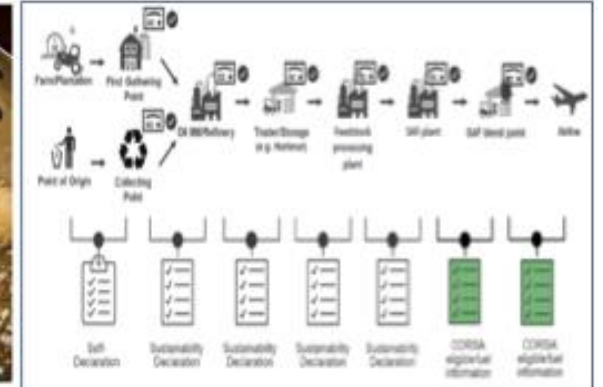 Farm/Plantation
First Gathering
Point
Oil Mill/Refinery
Trader/Storage
(e.g. Harbour)
Feedstock
processing
plant
SAF plant
SAF blend point
Airline
Point of Origin
Collecting
Point
Self-
Declaration
Sustainability
Declaration
Sustainability
Declaration
Sustainability
Declaration
Sustainability
Declaration
CORSIA
eligible fuel
information
CORSIA
eligible fuel
information